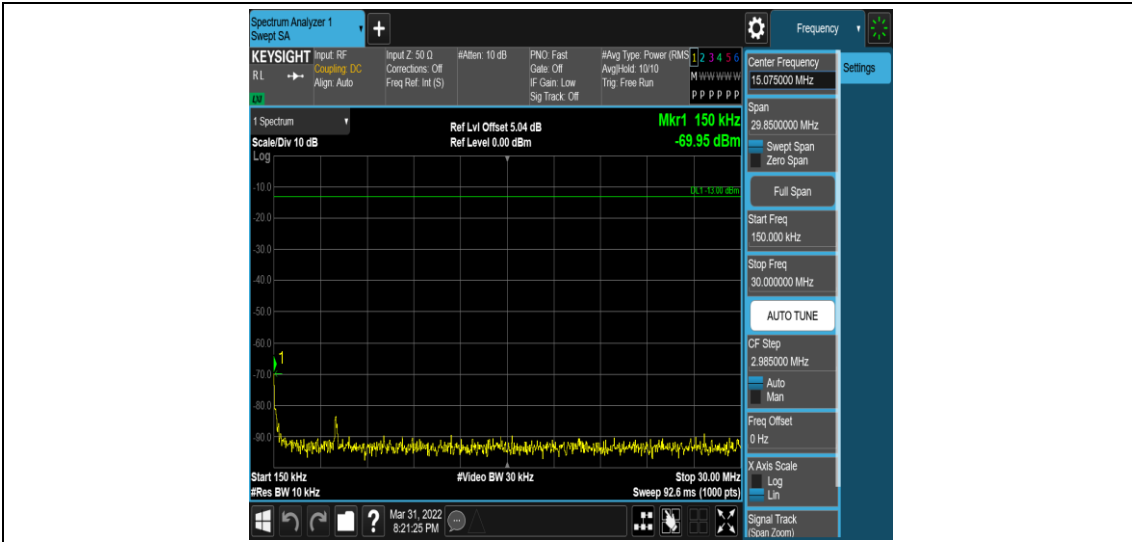 Spectrum Analyzer 1
Swept SA
+
Frequency
KEYSIGHT
RL
Input: RF
Coupling: DC
Align: Auto
Input Z: 50 Ω
Corrections: Off
Freq Ref: Int (S)
#Atten: 10 dB
PNO: Fast
Gate: Off
IF Gain: Low
Sig Track: Off
#Avg Type: Power (RMS
Avg|Hold: 10/10
Trig: Free Run
1 2 3 4 5 6
M W W W W W
P P P P P P
Settings
Center Frequency
15.075000 MHz
Span
29.8500000 MHz
Swept Span
Zero Span
Full Span
Start Freq
150.000 kHz
Stop Freq
30.000000 MHz
AUTO TUNE
CF Step
2.985000 MHz
Auto
Man
Freq Offset
0 Hz
X Axis Scale
Log
Lin
Signal Track
(Span Zoom)
1 Spectrum
Scale/Div 10 dB
Ref Lvl Offset 5.04 dB
Ref Level 0.00 dBm
Mkr1 150 kHz
-69.95 dBm
Log
DL1 -13.00 dBm
-10.0
-20.0
-30.0
-40.0
-50.0
-60.0
1
-70.0
-80.0
-90.0
Start 150 kHz
#Res BW 10 kHz
#Video BW 30 kHz
Stop 30.00 MHz
Sweep 92.6 ms (1000 pts)
?
Mar 31, 2022
8:21:25 PM